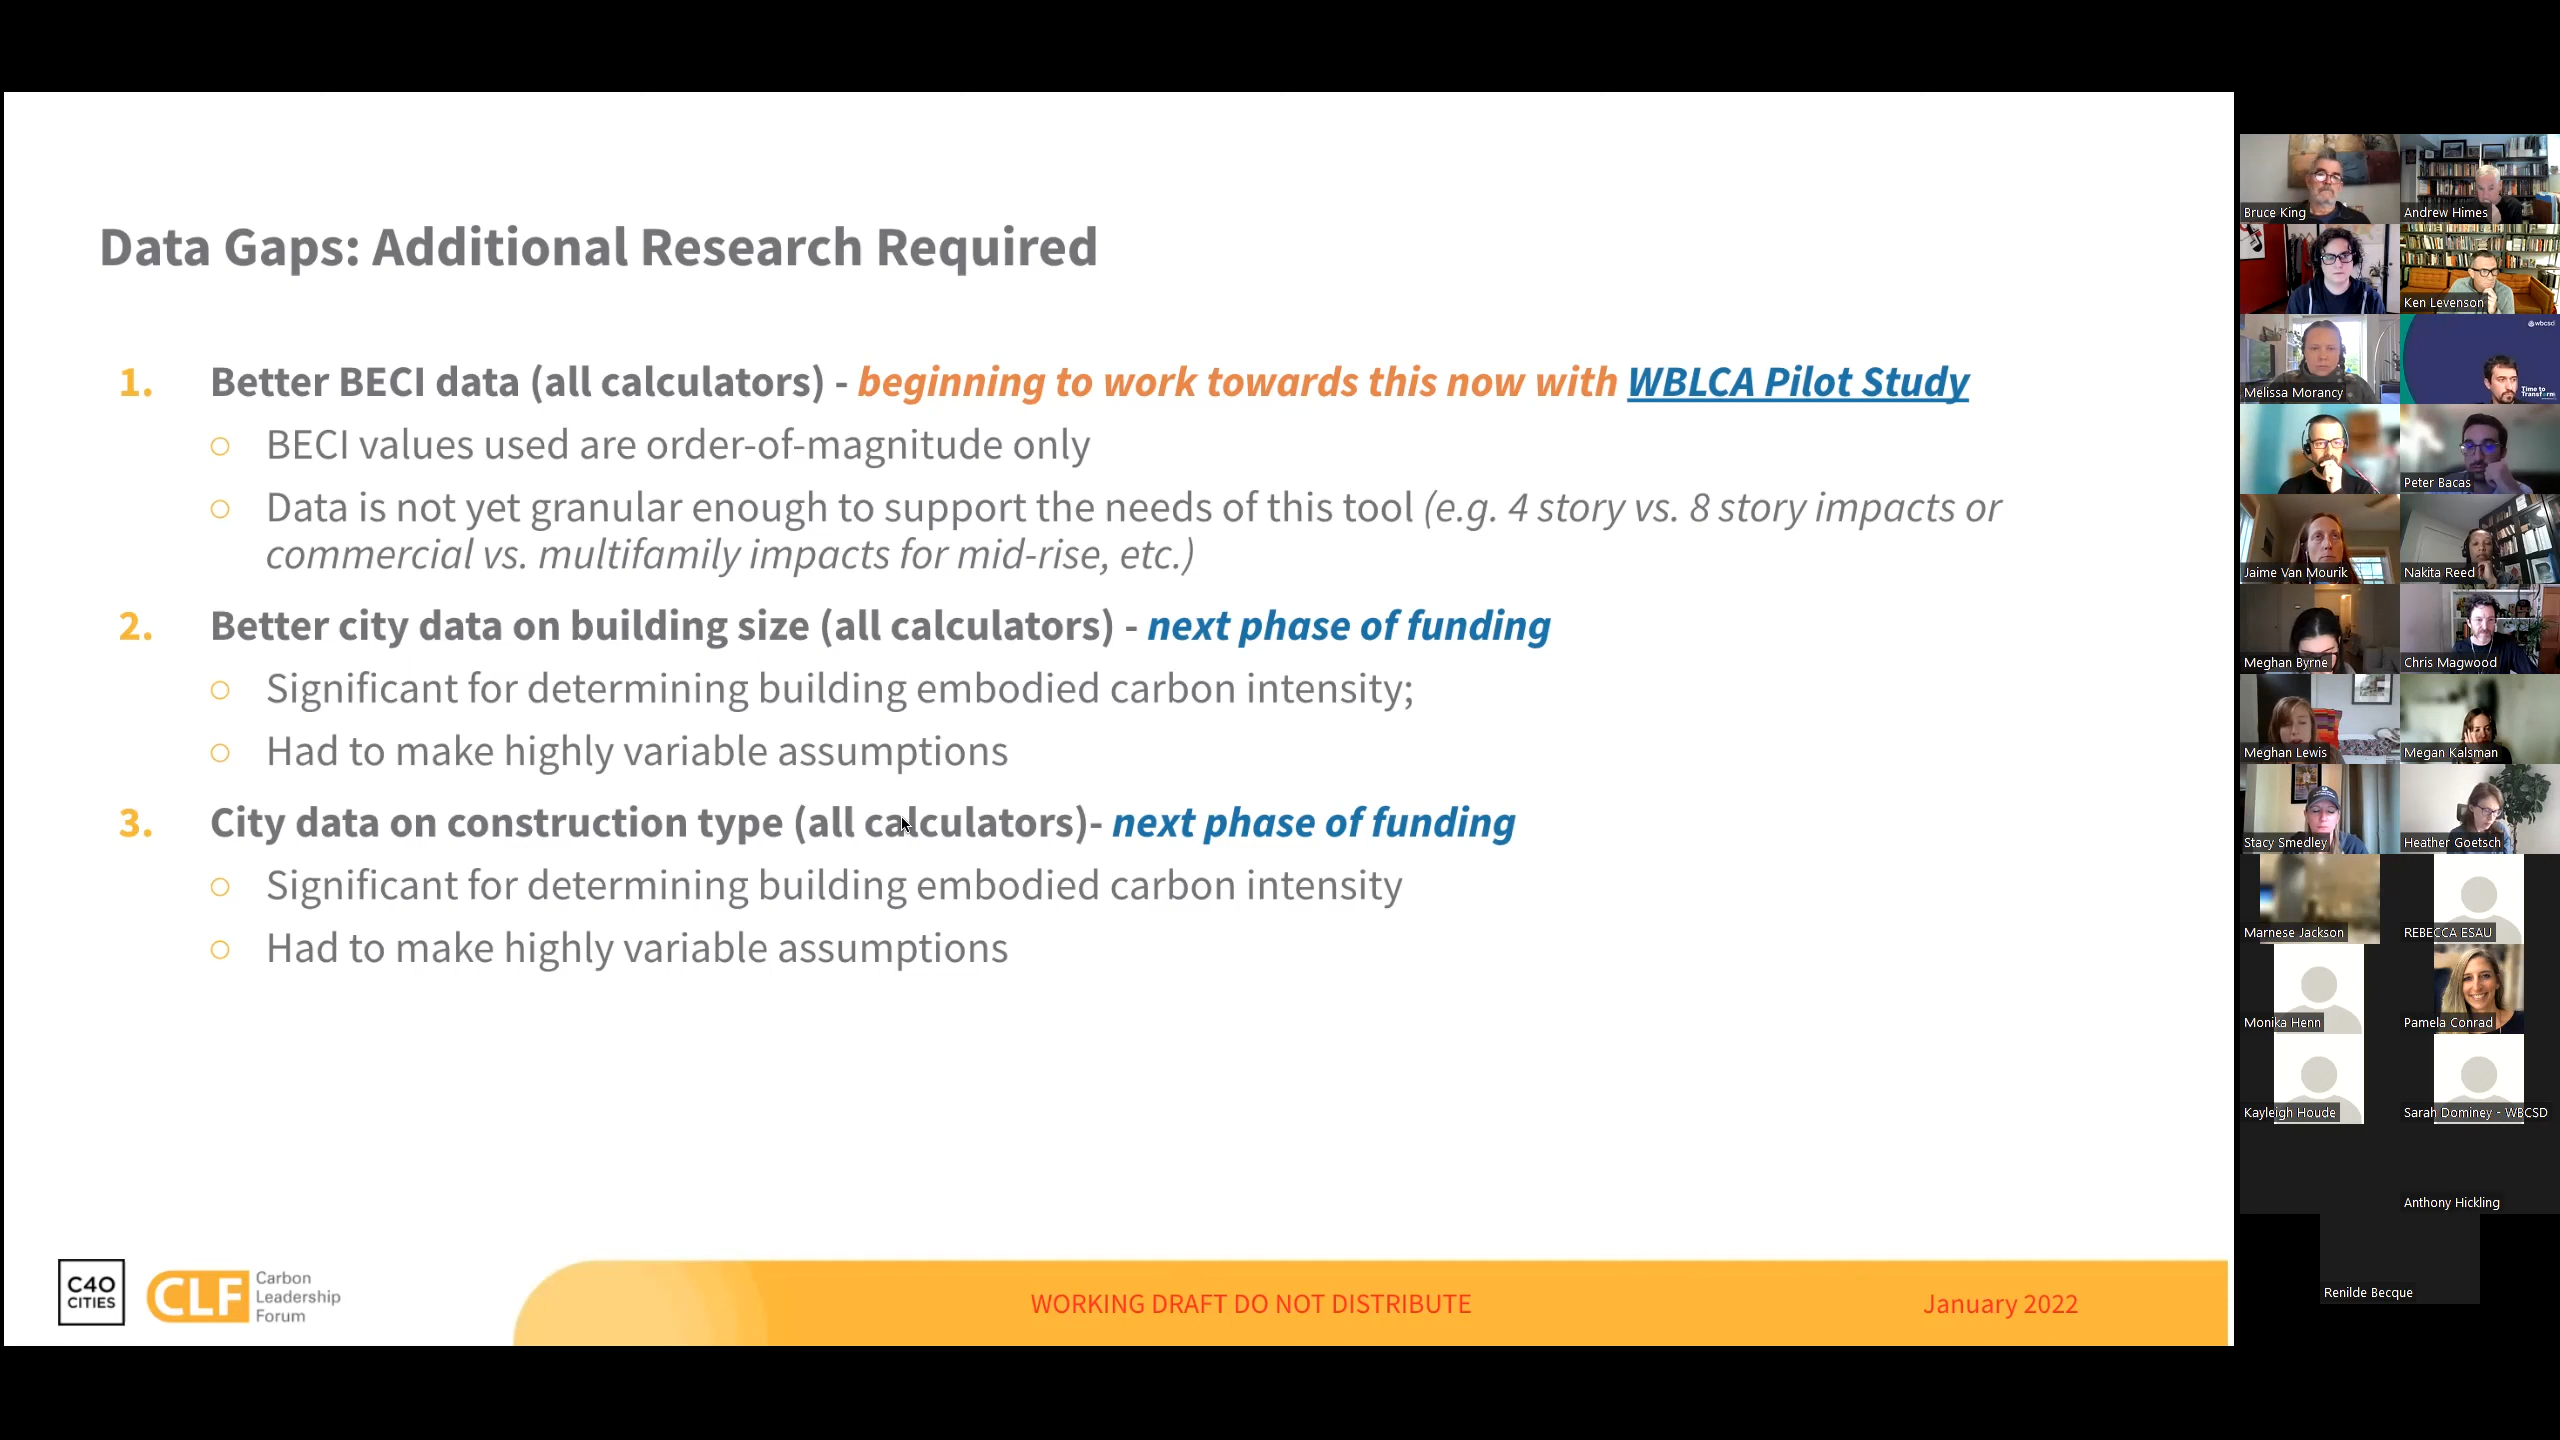 Data Gaps: Additional Research Required
1. Better BECI data (all calculators) - beginning to work towards this now with WBLCA Pilot Study
○ BECI values used are order-of-magnitude only
○ Data is not yet granular enough to support the needs of this tool (e.g. 4 story vs. 8 story impacts or
commercial vs. multifamily impacts for mid-rise, etc.)
2. Better city data on building size (all calculators) - next phase of funding
○ Significant for determining building embodied carbon intensity;
○ Had to make highly variable assumptions
3. City data on construction type (all calculators)- next phase of funding
○ Significant for determining building embodied carbon intensity
○ Had to make highly variable assumptions
C40
CITIES
CLF
Carbon
Leadership
Forum
WORKING DRAFT DO NOT DISTRIBUTE
January 2022
Bruce King
Andrew Himes
Ken Levenson
wbcsd
Time to
Transform
Melissa Morancy
Peter Bacas
Jaime Van Mourik
Nakita Reed
Meghan Byrne
Chris Magwood
Meghan Lewis
Megan Kalsman
Stacy Smedley
Heather Goetsch
Marnese Jackson
REBECCA ESAU
Monika Henn
Pamela Conrad
Kayleigh Houde
Sarah Dominey - WBCSD
Anthony Hickling
Renilde Becque